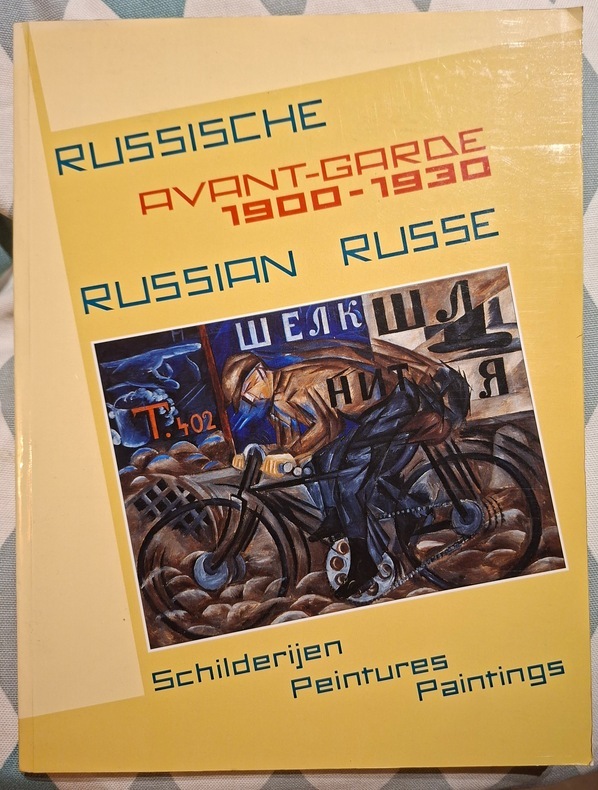 RUSSISCHE
AVANT-GARDE
1900-1930
RUSSIAN RUSSE
ШЕЛК ШЛ
НИТ Я
Т.402
Schilderijen
Peintures
Paintings